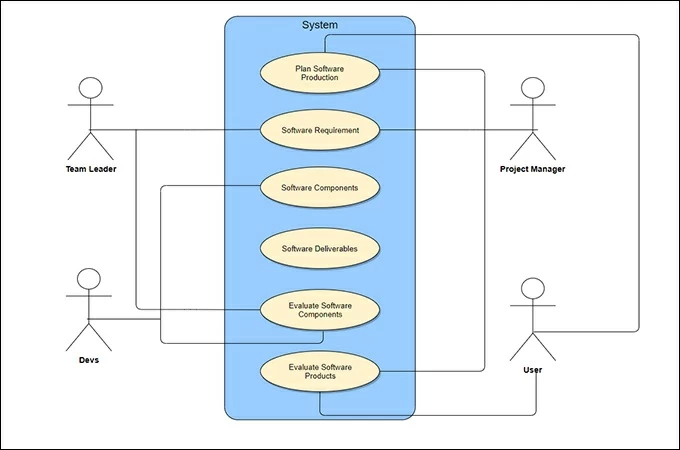 System
Plan Software
Production
Software Requirement
Team Leader
Project Manager
Software Components
Software Deliverables
Evaluate Software
Components
Devs
Evaluate Software
Products
User